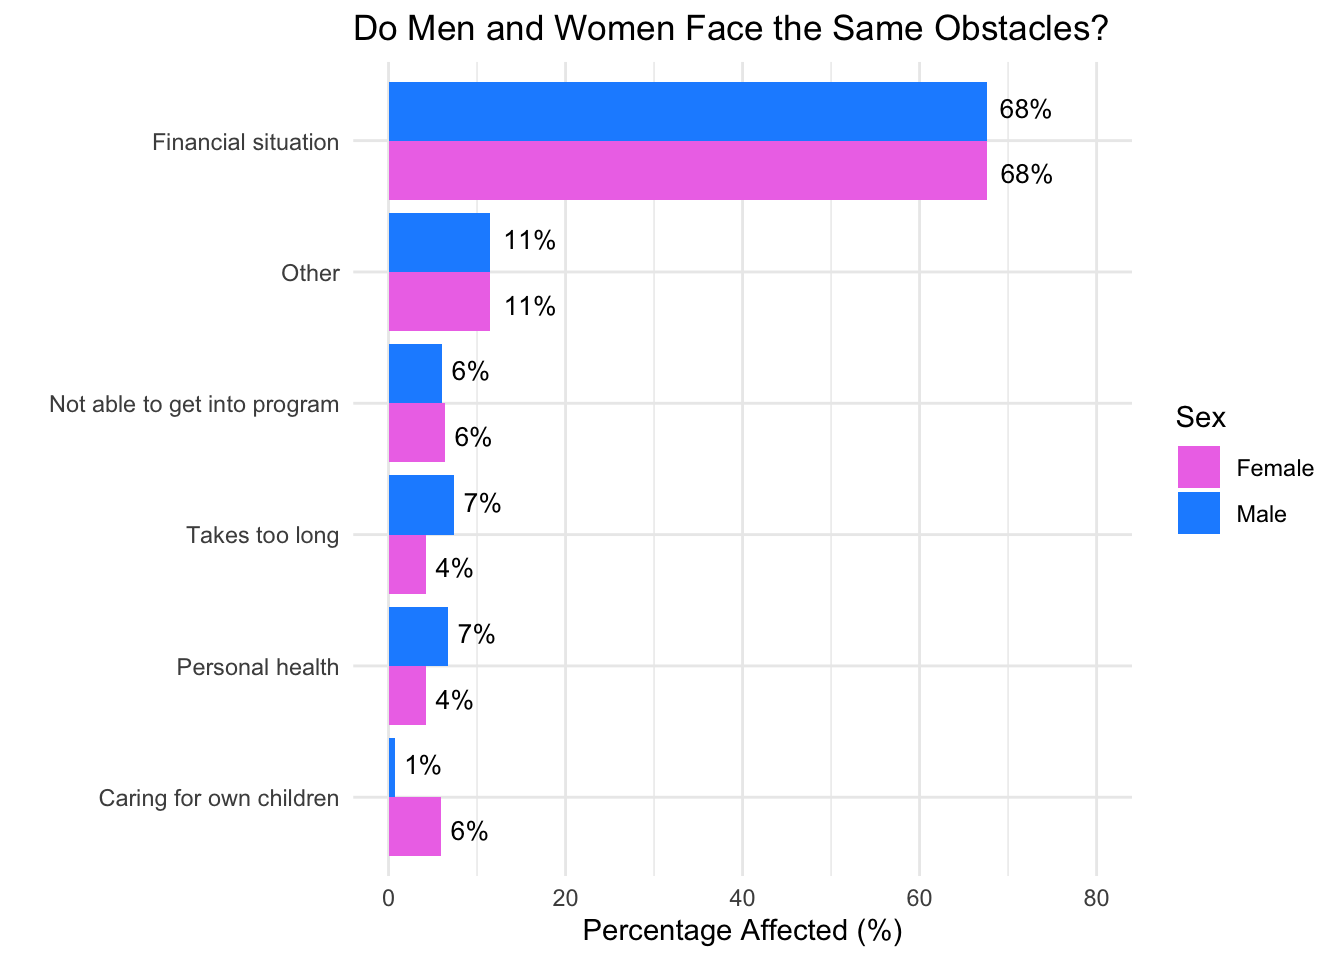 Do Men and Women Face the Same Obstacles?
Financial situation
68%
68%
Other
11%
11%
Not able to get into program
6%
6%
Takes too long
7%
4%
Personal health
7%
4%
Caring for own children
1%
6%
0 20 40 60 80
Percentage Affected (%)
Sex
Female
Male